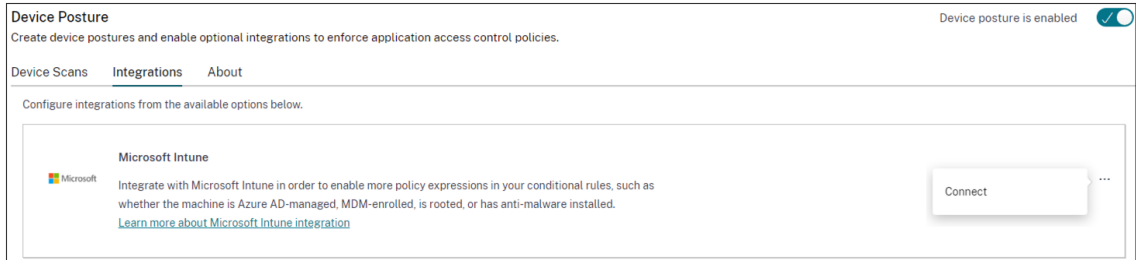 Device Posture
Device posture is enabled
Create device postures and enable optional integrations to enforce application access control policies.
Device Scans Integrations About
Configure integrations from the available options below.
Microsoft Intune
Microsoft
Integrate with Microsoft Intune in order to enable more policy expressions in your conditional rules, such as
whether the machine is Azure AD-managed, MDM-enrolled, is rooted, or has anti-malware installed.
Learn more about Microsoft Intune integration
Connect
...